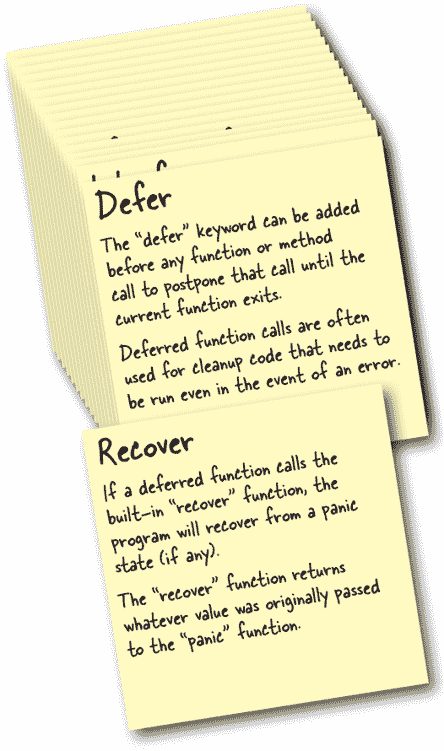 Defer
The “defer” keyword can be added
before any function or method
call to postpone that call until the
current function exits.
Deferred function calls are often
used for cleanup code that needs to
be run even in the event of an error.
Recover
If a deferred function calls the
built-in “recover” function, the
program will recover from a panic
state (if any).
The “recover” function returns
whatever value was originally passed
to the “panic” function.